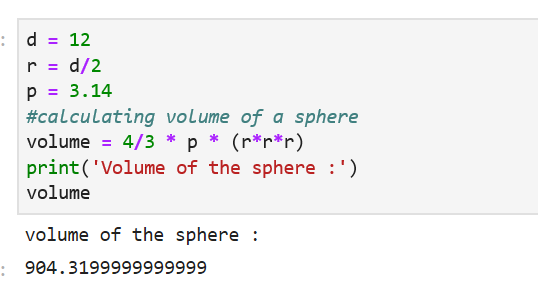 d = 12
r = d/2
p = 3.14
#calculating volume of a sphere
volume = 4/3 * p * (r*r*r)
print('Volume of the sphere :')
volume
volume of the sphere :
904.3199999999999